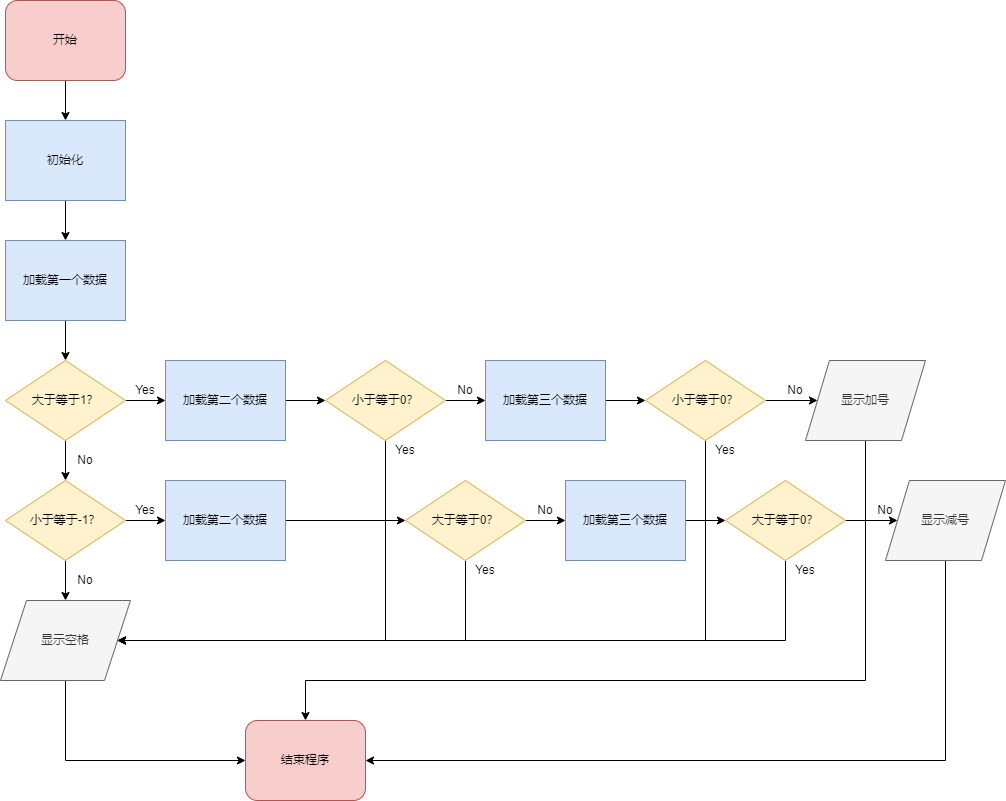 开始
初始化
加载第一个数据
大于等于1?
Yes
加载第二个数据
小于等于0?
No
加载第三个数据
小于等于0?
No
显示加号
No
Yes
Yes
小于等于-1?
Yes
加载第二个数据
大于等于0?
No
加载第三个数据
大于等于0?
No
显示减号
No
Yes
Yes
显示空格
结束程序